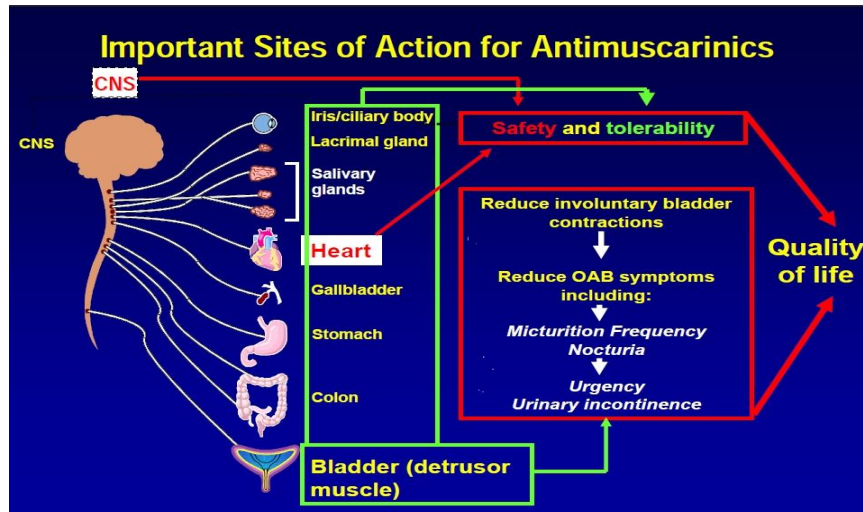 Important Sites of Action for Antimuscarinics
CNS
CNS
Iris/ciliary body
Lacrimal gland
Salivary
glands
Heart
Gallbladder
Stomach
Colon
Bladder (detrusor
muscle)
Safety and tolerability
Reduce involuntary bladder
contractions
Reduce OAB symptoms
including:
Micturition Frequency
Nocturia
Urgency
Urinary incontinence
Quality
of life